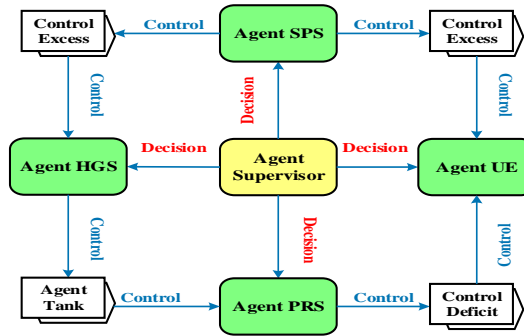 Control
Excess
Control
Agent SPS
Control
Control
Excess
Control
Decision
Control
Agent HGS
Decision
Agent
Supervisor
Decision
Agent UE
Control
Decision
Control
Agent
Tank
Control
Agent PRS
Control
Control
Deficit